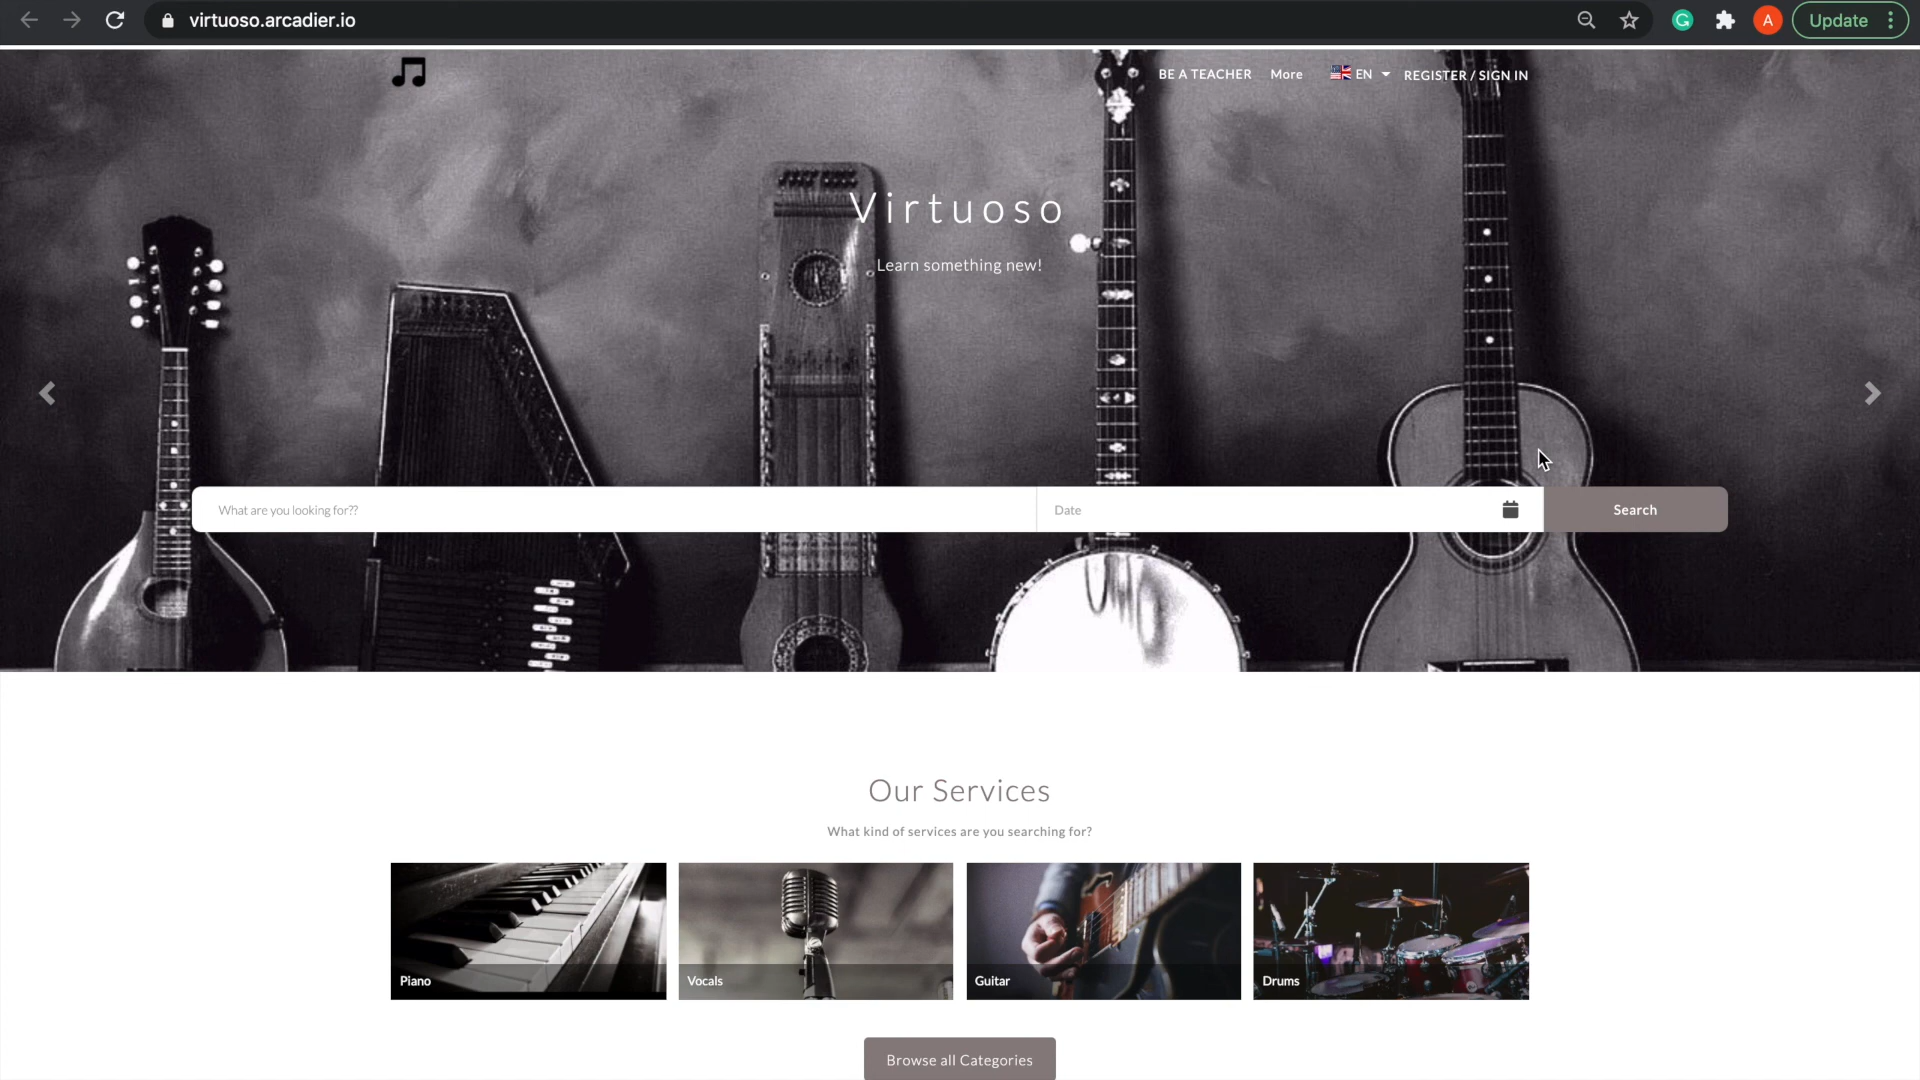 virtuoso.arcadier.io
A
Update
BE A TEACHER
More
EN
REGISTER / SIGN IN
Virtuoso
Learn something new!
What are you looking for??
Date
Search
Our Services
What kind of services are you searching for?
Piano
Vocals
Guitar
Drums
Browse all Categories